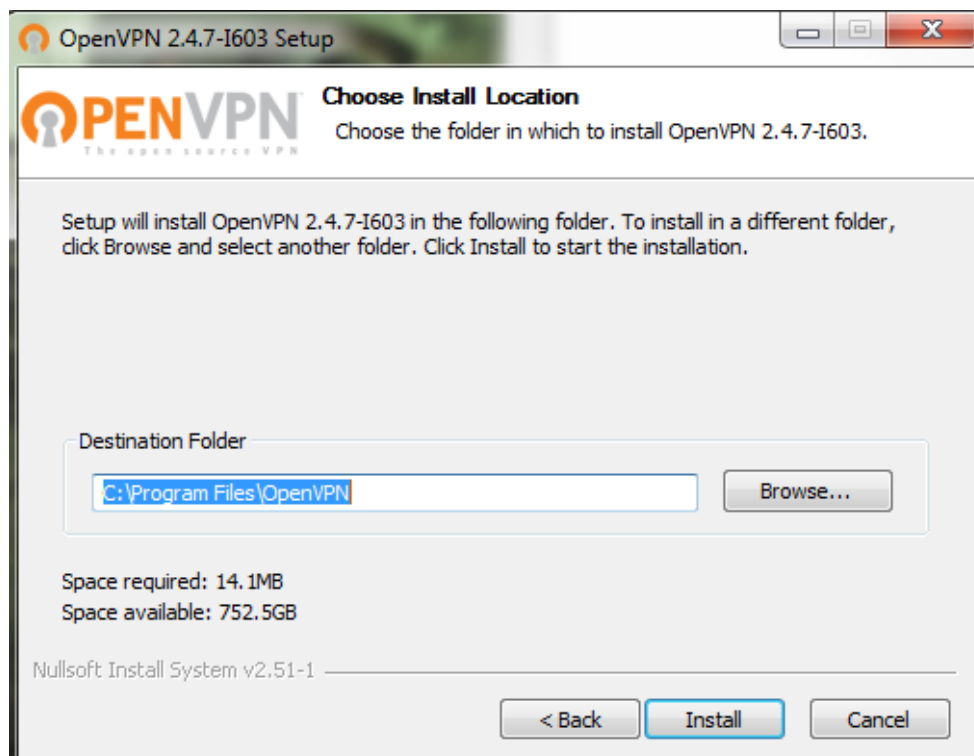 OpenVPN 2.4.7-I603 Setup
OPENVPN
The open source VPN
Choose Install Location
Choose the folder in which to install OpenVPN 2.4.7-I603.
Setup will install OpenVPN 2.4.7-I603 in the following folder. To install in a different folder,
click Browse and select another folder. Click Install to start the installation.
Destination Folder
C:\Program Files\OpenVPN
Browse...
Space required: 14.1MB
Space available: 752.5GB
Nullsoft Install System v2.51-1
< Back
Install
Cancel